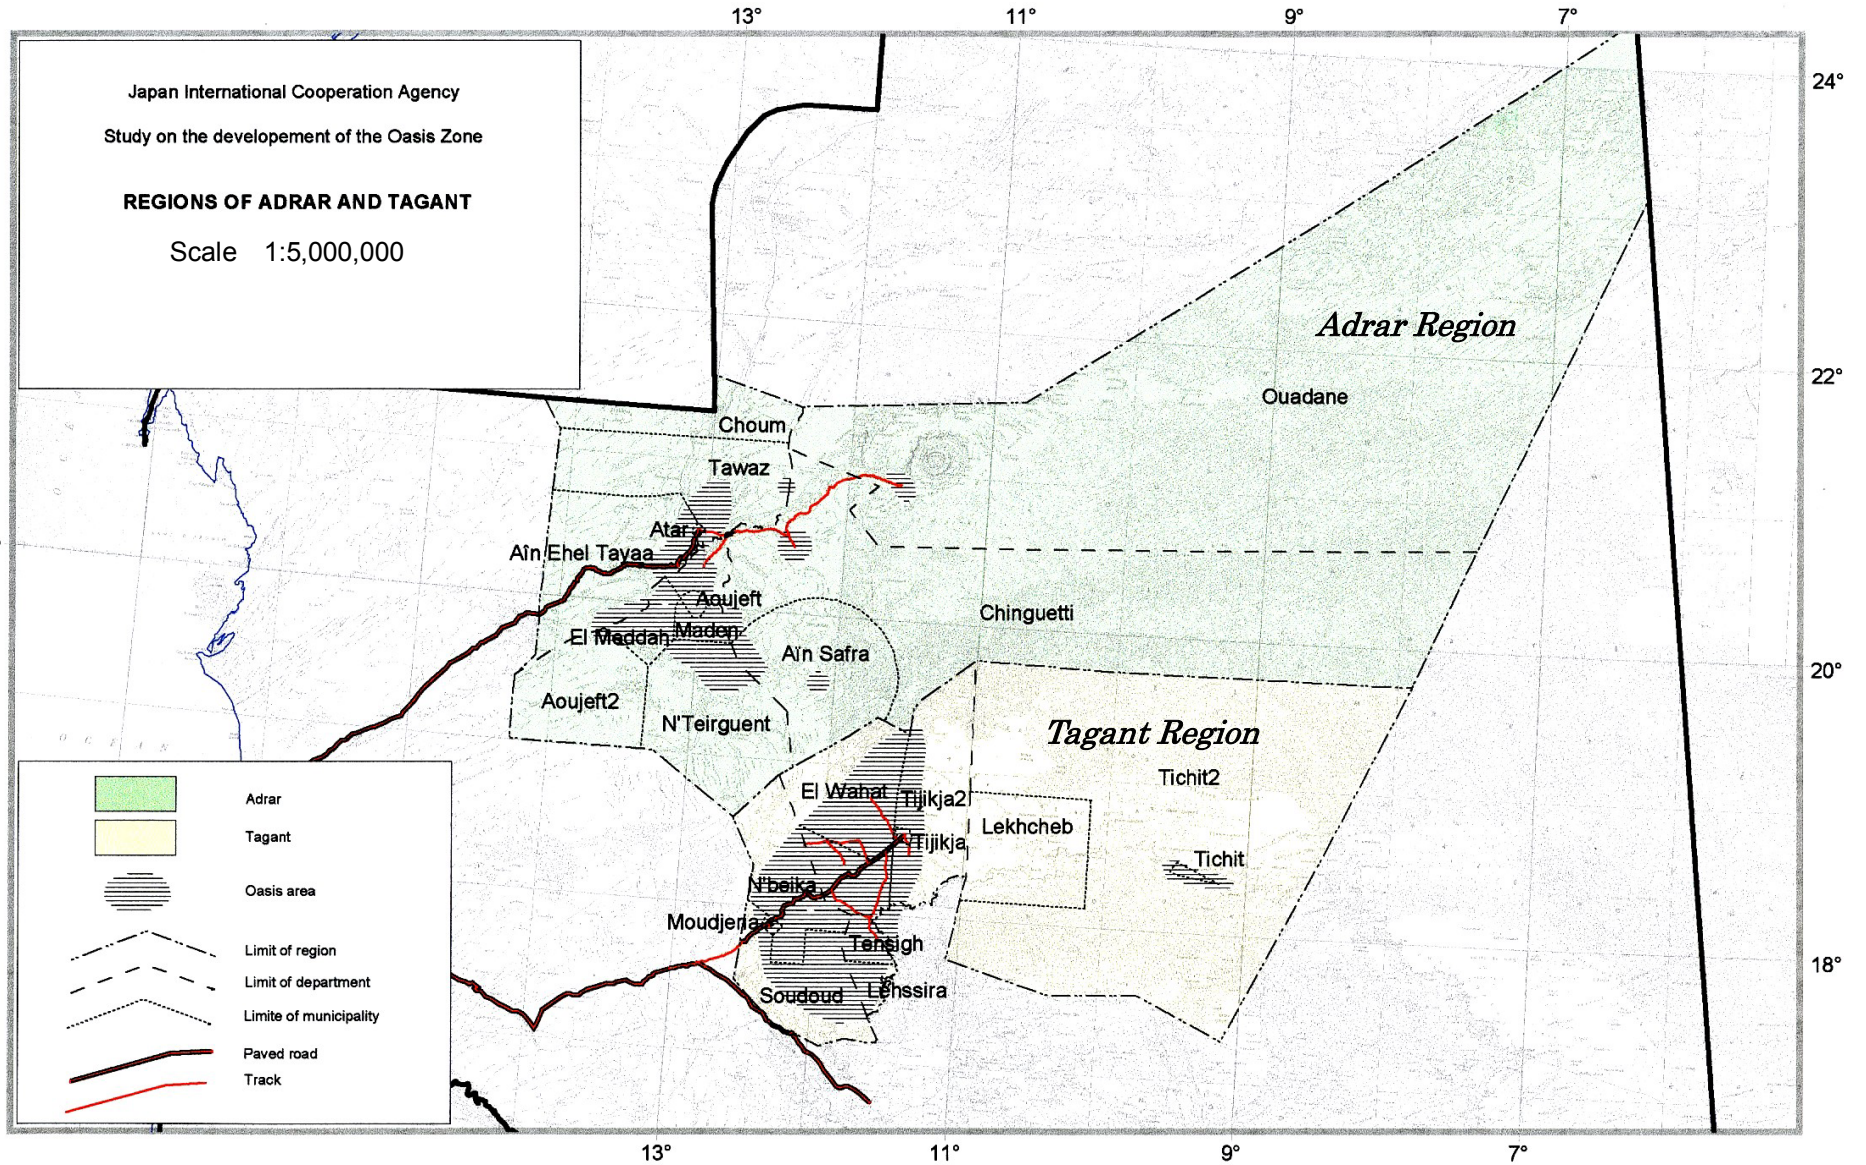 13° 11° 9° 7°
Japan International Cooperation Agency
Study on the developement of the Oasis Zone
REGIONS OF ADRAR AND TAGANT
Scale 1:5,000,000
24°
Adrar Region
22°
Ouadane
Choum
Tawaz
Atar
Aîn Ehel Tayaa
Aoujeft
Chinguetti
Maden
El Meddah
Aïn Safra
20°
Aoujeft2
N'Teirguent
Tagant Region
OCEAN
Tichit2
El Wahat
Tijikja2
Lekhcheb
Tijikja
Tichit
N'beika
Moudjeria
Tensigh
18°
Soudoud
Lehssira
Adrar
Tagant
Oasis area
Limit of region
Limit of department
Limite of municipality
Paved road
Track
13° 11° 9° 7°